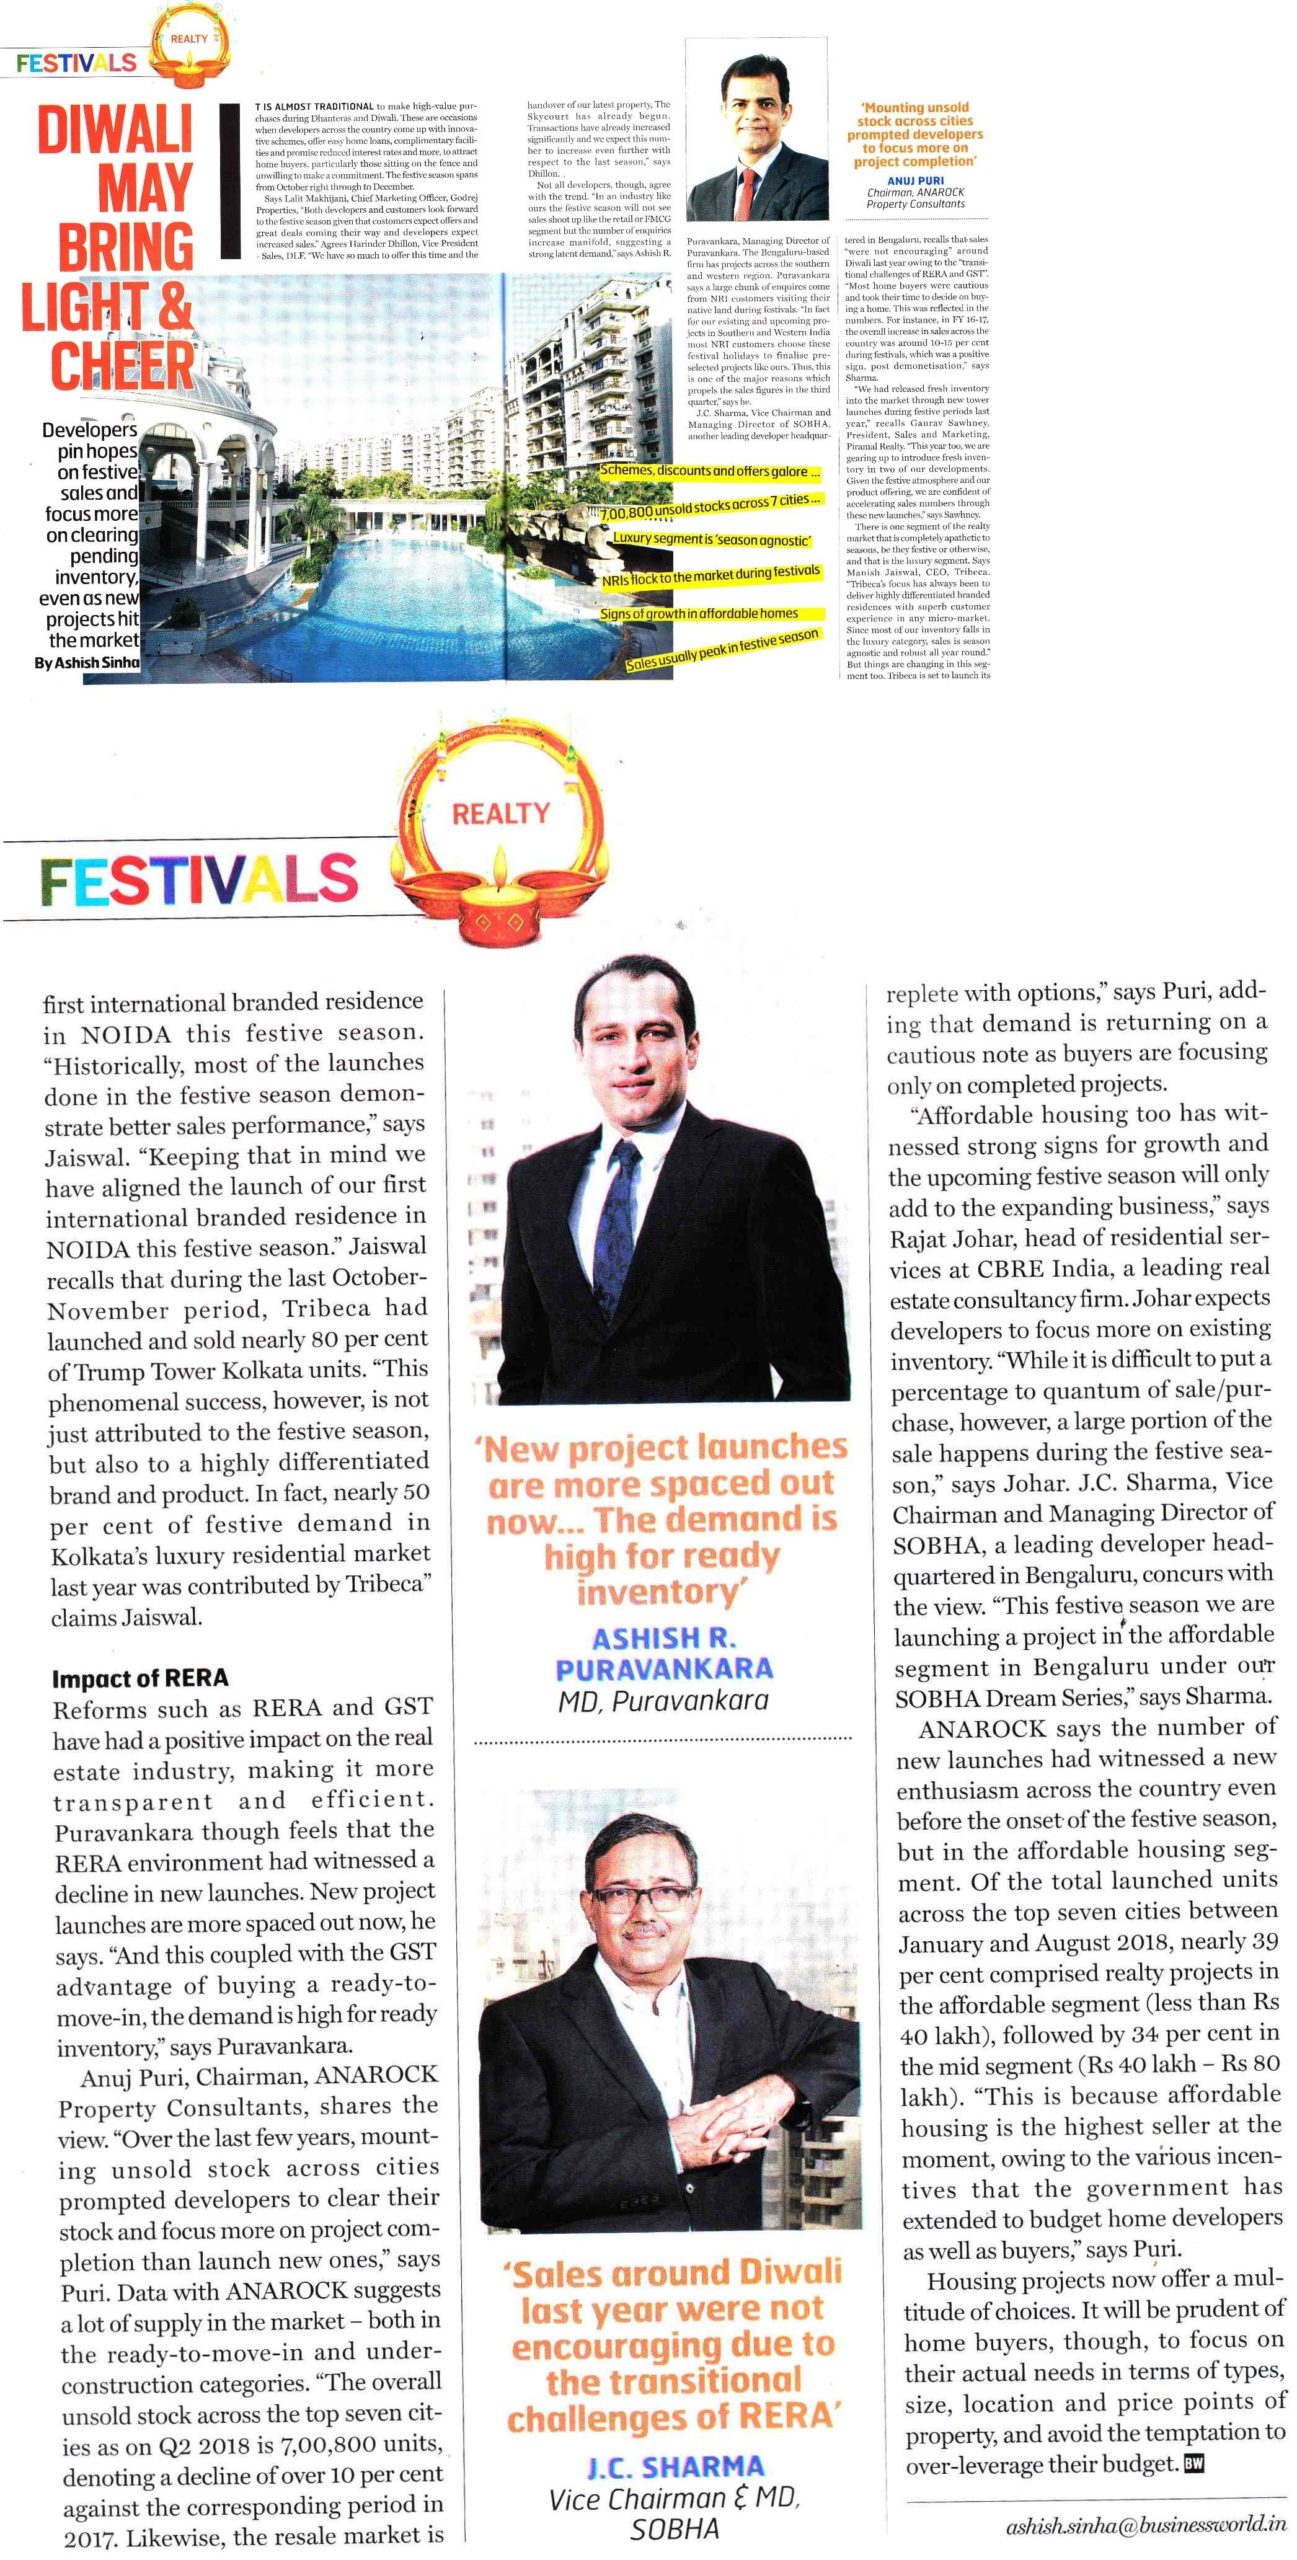 REALTY
FESTIVALS
DIWALI
MAY
BRING
LIGHT &
CHEER
Developers
pin hopes
on festive
sales and
focus more
on clearing
pending
inventory,
even as new
projects hit
the market
By Ashish Sinha
IT IS ALMOST TRADITIONAL to make high-value pur-
chases during Dhanteras and Diwali. These are occasions
when developers across the country come up with innova-
tive schemes, offer easy home loans, complimentary facili-
ties and promise reduced interest rates and more, to attract
home buyers, particularly those sitting on the fence and
unwilling to make a commitment. The festive season spans
from October right through to December.
Says Lalit Makhijani, Chief Marketing Officer, Godrej
Properties, “Both developers and customers look forward
to the festive season given that customers expect offers and
great deals coming their way and developers expect
increased sales.” Agrees Harinder Dhillon, Vice President
- Sales, DLF. “We have so much to offer this time and the
handover of our latest property, The
Skycourt has already begun.
Transactions have already increased
significantly and we expect this num-
ber to increase even further with
respect to the last season,” says
Dhillon.
Not all developers, though, agree
with the trend. “In an industry like
ours the festive season will not see
sales shoot up like the retail or FMCG
segment but the number of enquiries
increase manifold, suggesting a
strong latent demand,” says Ashish R.
Schemes, discounts and offers galore ...
7,00,800 unsold stocks across 7 cities ...
Luxury segment is ‘season agnostic’
NRIs flock to the market during festivals
Signs of growth in affordable homes
Sales usually peak in festive season
‘Mounting unsold
stock across cities
prompted developers
to focus more on
project completion’
ANUJ PURI
Chairman, ANAROCK
Property Consultants
Puravankara, Managing Director of
Puravankara. The Bengaluru-based
firm has projects across the southern
and western region. Puravankara
says a large chunk of enquires come
from NRI customers visiting their
native land during festivals. “In fact
for our existing and upcoming pro-
jects in Southern and Western India
most NRI customers choose these
festival holidays to finalise pre-
selected projects like ours. Thus, this
is one of the major reasons which
propels the sales figures in the third
quarter,” says he.
J.C. Sharma, Vice Chairman and
Managing Director of SOBHA,
another leading developer headquar-
tered in Bengaluru, recalls that sales
“were not encouraging” around
Diwali last year owing to the “transi-
tional challenges of RERA and GST”.
“Most home buyers were cautious
and took their time to decide on buy-
ing a home. This was reflected in the
numbers. For instance, in FY 16-17,
the overall increase in sales across the
country was around 10-15 per cent
during festivals, which was a positive
sign, post demonetisation,” says
Sharma.
“We had released fresh inventory
into the market through new tower
launches during festive periods last
year,” recalls Gaurav Sawhney,
President, Sales and Marketing,
Piramal Realty. “This year too, we are
gearing up to introduce fresh inven-
tory in two of our developments.
Given the festive atmosphere and our
product offering, we are confident of
accelerating sales numbers through
these new launches,” says Sawhney.
There is one segment of the realty
market that is completely apathetic to
seasons, be they festive or otherwise,
and that is the luxury segment. Says
Manish Jaiswal, CEO, Tribeca.
“Tribeca’s focus has always been to
deliver highly differentiated branded
residences with superb customer
experience in any micro-market.
Since most of our inventory falls in
the luxury category, sales is season
agnostic and robust all year round.”
But things are changing in this seg-
ment too. Tribeca is set to launch its
REALTY
FESTIVALS
first international branded residence
in NOIDA this festive season.
“Historically, most of the launches
done in the festive season demon-
strate better sales performance,” says
Jaiswal. “Keeping that in mind we
have aligned the launch of our first
international branded residence in
NOIDA this festive season.” Jaiswal
recalls that during the last October-
November period, Tribeca had
launched and sold nearly 80 per cent
of Trump Tower Kolkata units. “This
phenomenal success, however, is not
just attributed to the festive season,
but also to a highly differentiated
brand and product. In fact, nearly 50
per cent of festive demand in
Kolkata’s luxury residential market
last year was contributed by Tribeca”
claims Jaiswal.
Impact of RERA
Reforms such as RERA and GST
have had a positive impact on the real
estate industry, making it more
transparent and efficient.
Puravankara though feels that the
RERA environment had witnessed a
decline in new launches. New project
launches are more spaced out now, he
says. “And this coupled with the GST
advantage of buying a ready-to-
move-in, the demand is high for ready
inventory,” says Puravankara.
Anuj Puri, Chairman, ANAROCK
Property Consultants, shares the
view. “Over the last few years, mount-
ing unsold stock across cities
prompted developers to clear their
stock and focus more on project com-
pletion than launch new ones,” says
Puri. Data with ANAROCK suggests
a lot of supply in the market – both in
the ready-to-move-in and under-
construction categories. “The overall
unsold stock across the top seven cit-
ies as on Q2 2018 is 7,00,800 units,
denoting a decline of over 10 per cent
against the corresponding period in
2017. Likewise, the resale market is
‘New project launches
are more spaced out
now... The demand is
high for ready
inventory’
ASHISH R.
PURAVANKARA
MD, Puravankara
‘Sales around Diwali
last year were not
encouraging due to
the transitional
challenges of RERA’
J.C. SHARMA
Vice Chairman & MD,
SOBHA
replete with options,” says Puri, add-
ing that demand is returning on a
cautious note as buyers are focusing
only on completed projects.
“Affordable housing too has wit-
nessed strong signs for growth and
the upcoming festive season will only
add to the expanding business,” says
Rajat Johar, head of residential ser-
vices at CBRE India, a leading real
estate consultancy firm. Johar expects
developers to focus more on existing
inventory. “While it is difficult to put a
percentage to quantum of sale/pur-
chase, however, a large portion of the
sale happens during the festive sea-
son,” says Johar. J.C. Sharma, Vice
Chairman and Managing Director of
SOBHA, a leading developer head-
quartered in Bengaluru, concurs with
the view. “This festive season we are
launching a project in the affordable
segment in Bengaluru under our
SOBHA Dream Series,” says Sharma.
ANAROCK says the number of
new launches had witnessed a new
enthusiasm across the country even
before the onset of the festive season,
but in the affordable housing seg-
ment. Of the total launched units
across the top seven cities between
January and August 2018, nearly 39
per cent comprised realty projects in
the affordable segment (less than Rs
40 lakh), followed by 34 per cent in
the mid segment (Rs 40 lakh – Rs 80
lakh). “This is because affordable
housing is the highest seller at the
moment, owing to the various incen-
tives that the government has
extended to budget home developers
as well as buyers,” says Puri.
Housing projects now offer a mul-
titude of choices. It will be prudent of
home buyers, though, to focus on
their actual needs in terms of types,
size, location and price points of
property, and avoid the temptation to
over-leverage their budget. BW
ashish.sinha@businessworld.in